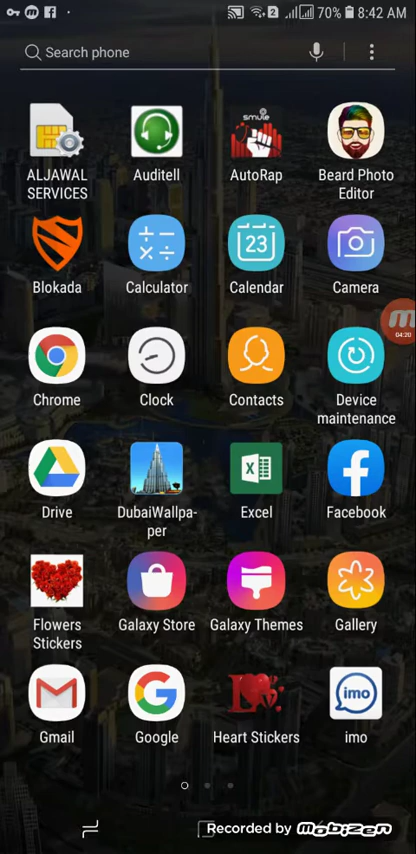 70% 8:42 AM
Search phone
ALJAWAL SERVICES
Auditell
smule
AutoRap
Beard Photo Editor
Blokada
Calculator
23
Calendar
Camera
04:20
Chrome
Clock
Contacts
Device maintenance
Drive
DubaiWallpa-
per
Excel
Facebook
Flowers Stickers
Galaxy Store
Galaxy Themes
Gallery
Gmail
Google
Heart Stickers
imo
imo
Recorded by mobizen